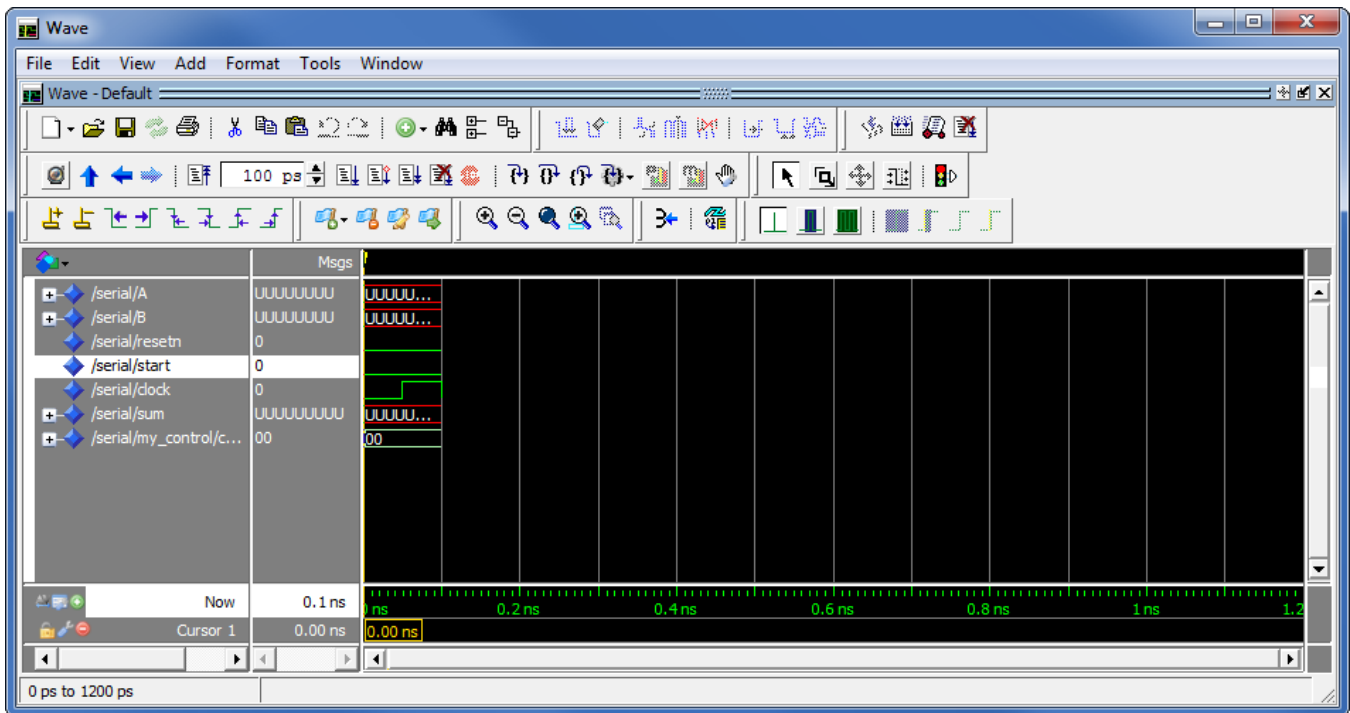 Wave
File Edit View Add Format Tools Window
Wave - Default
100 ps
Msgs
/serial/A UUUUUUUU UUUUU...
/serial/B UUUUUUUU UUUUU...
/serial/resetn 0
/serial/start 0
/serial/clock 0
/serial/sum UUUUUUUUU UUUUU...
/serial/my_control/c... 00 00
Now 0.1 ns ns 0.2 ns 0.4 ns 0.6 ns 0.8 ns 1 ns 1.2
Cursor 1 0.00 ns 0.00 ns
0 ps to 1200 ps